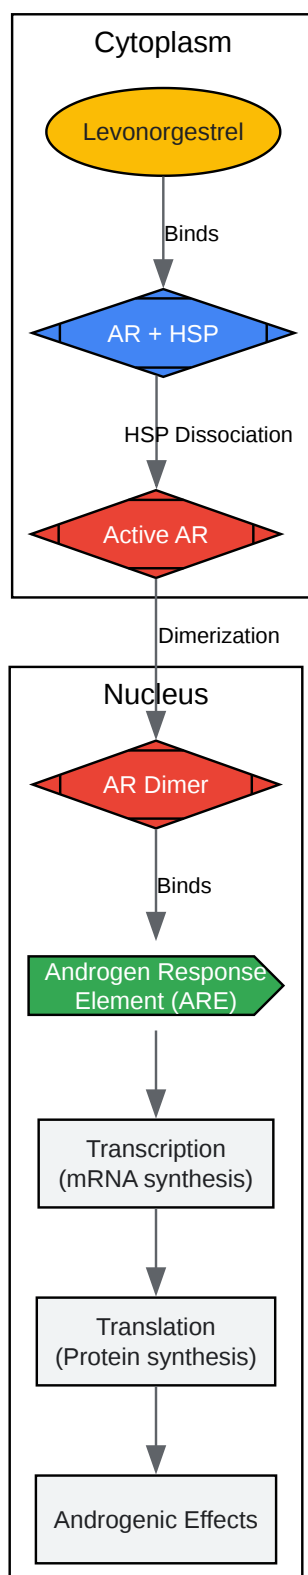 Cytoplasm
Levonorgestrel
Binds
AR + HSP
HSP Dissociation
Active AR
Dimerization
Nucleus
AR Dimer
Binds
Androgen Response
Element (ARE)
Transcription
(mRNA synthesis)
Translation
(Protein synthesis)
Androgenic Effects